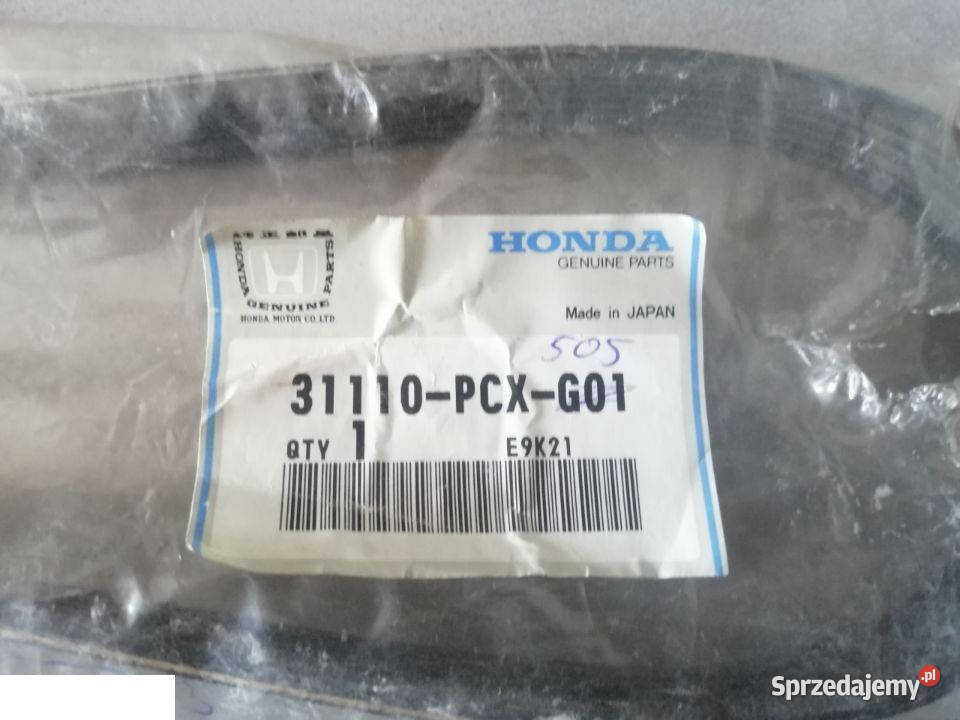 HONDA
GENUINE PARTS
HONDA
GENUINE
PARTS
HONDA MOTOR CO.LTD.
Made in JAPAN
505
31110-PCX-G01
QTY 1 E9K21
Sprzedajemy.pl